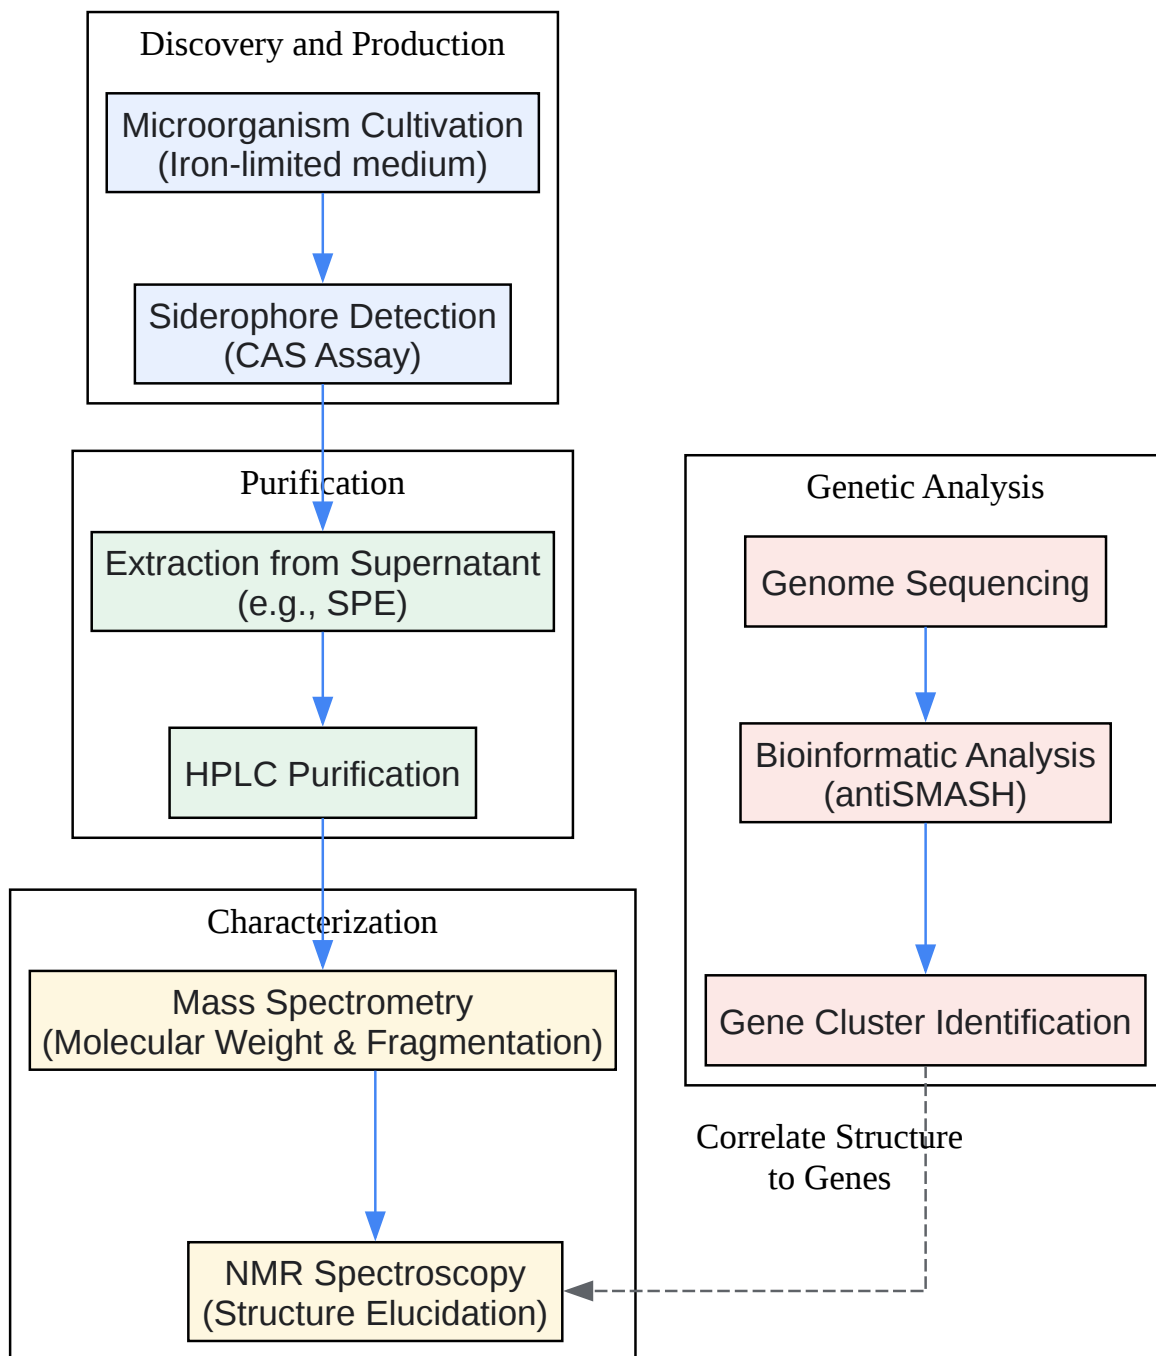 Discovery and Production
Microorganism Cultivation
(Iron-limited medium)
Siderophore Detection
(CAS Assay)
Purification
Extraction from Supernatant
(e.g., SPE)
HPLC Purification
Characterization
Mass Spectrometry
(Molecular Weight & Fragmentation)
NMR Spectroscopy
(Structure Elucidation)
Genetic Analysis
Genome Sequencing
Bioinformatic Analysis
(antiSMASH)
Gene Cluster Identification
Correlate Structure
to Genes